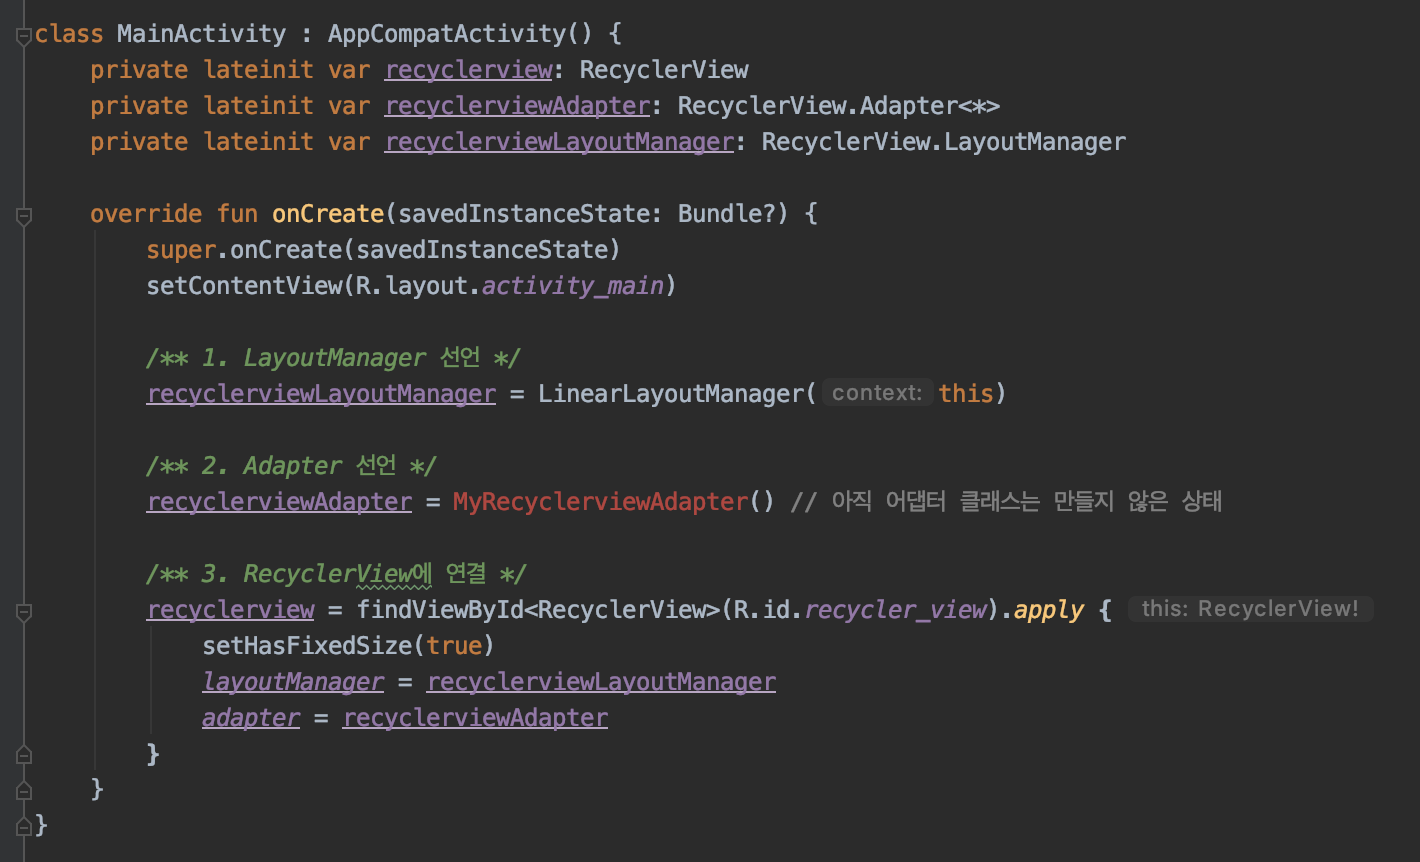 class MainActivity : AppCompatActivity() {
    private lateinit var recyclerview: RecyclerView
    private lateinit var recyclerviewAdapter: RecyclerView.Adapter<*>
    private lateinit var recyclerviewLayoutManager: RecyclerView.LayoutManager

    override fun onCreate(savedInstanceState: Bundle?) {
        super.onCreate(savedInstanceState)
        setContentView(R.layout.activity_main)

        /** 1. LayoutManager 선언 */
        recyclerviewLayoutManager = LinearLayoutManager( context: this)

        /** 2. Adapter 선언 */
        recyclerviewAdapter = MyRecyclerviewAdapter() // 아직 어댑터 클래스는 만들지 않은 상태

        /** 3. RecyclerView에 연결 */
        recyclerview = findViewById<RecyclerView>(R.id.recycler_view).apply { this: RecyclerView!
            setHasFixedSize(true)
            layoutManager = recyclerviewLayoutManager
            adapter = recyclerviewAdapter
        }
    }
}